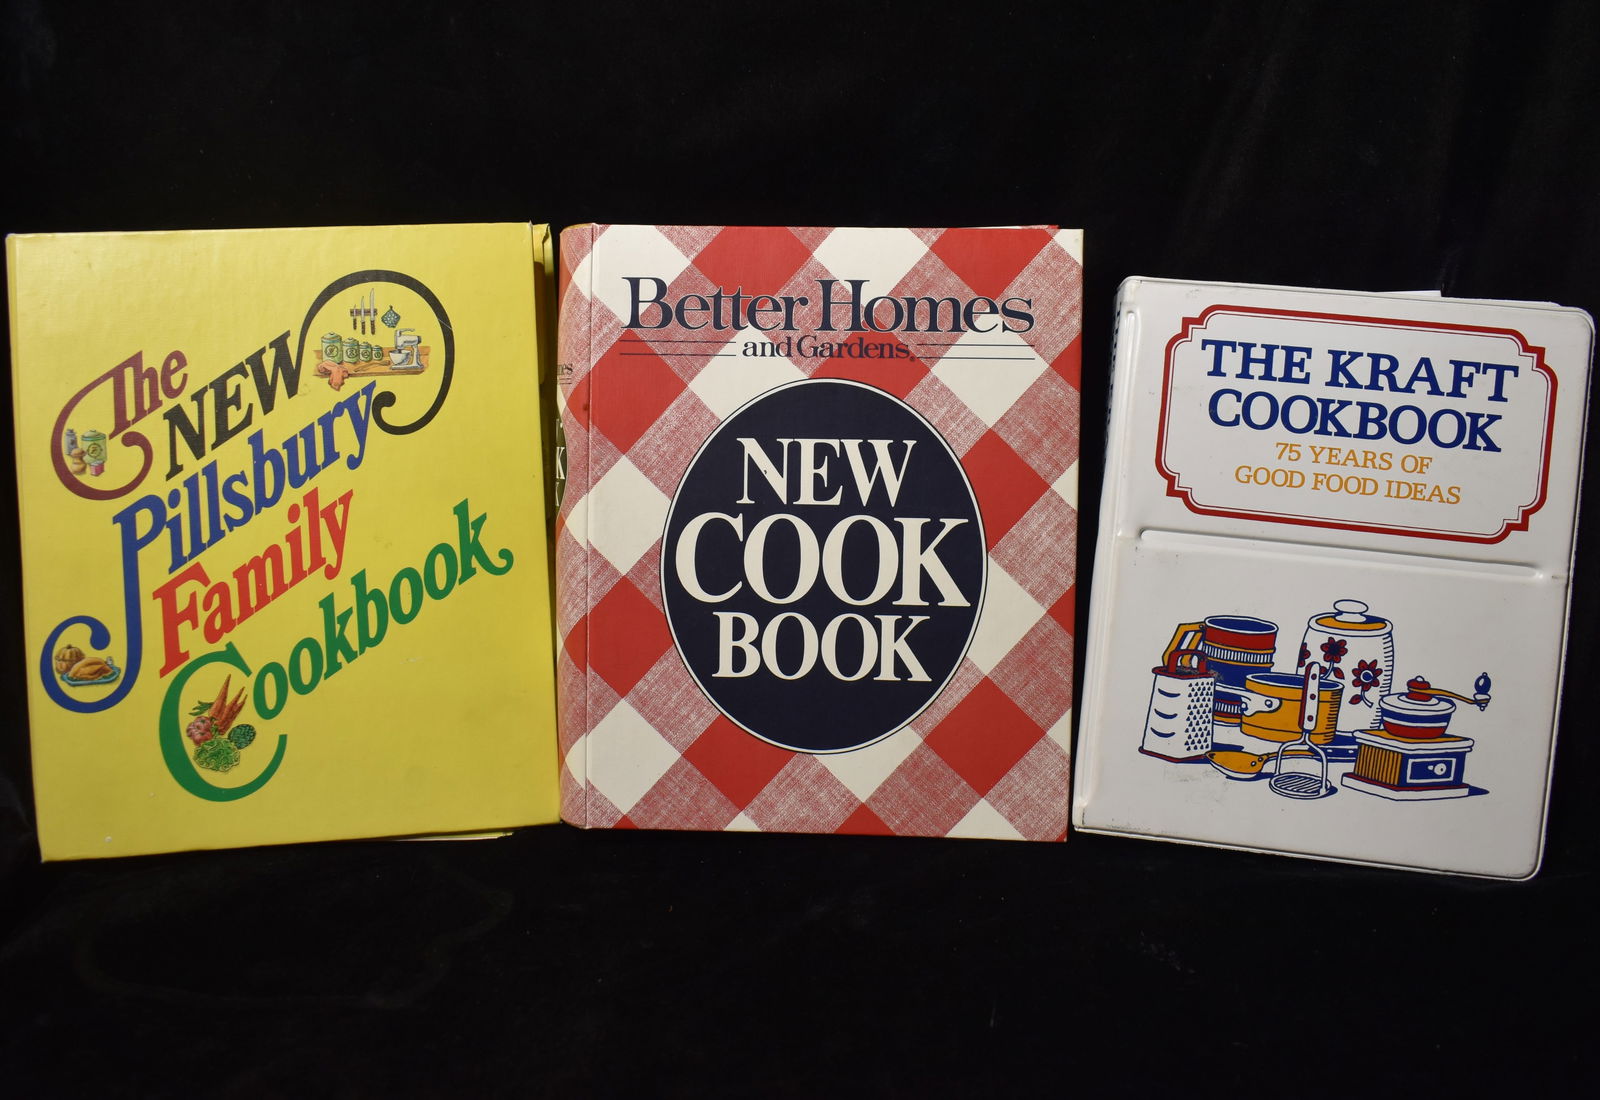 The
NEW
Pillsbury
Family
Cookbook
Better Homes
and Gardens®
NEW
COOK
BOOK
THE KRAFT
COOKBOOK
75 YEARS OF
GOOD FOOD IDEAS